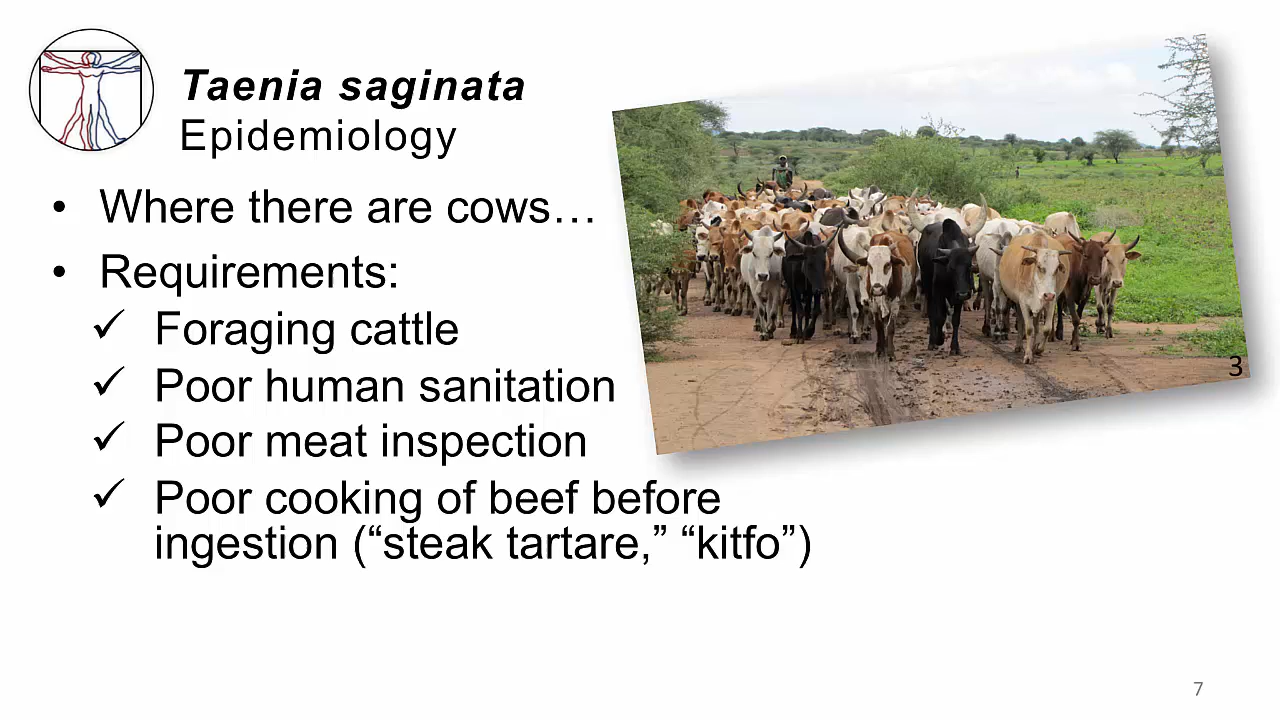 Taenia saginata
Epidemiology
• Where there are cows…
• Requirements:
✓ Foraging cattle
✓ Poor human sanitation
✓ Poor meat inspection
✓ Poor cooking of beef before
ingestion (“steak tartare,” “kitfo”)
3
7